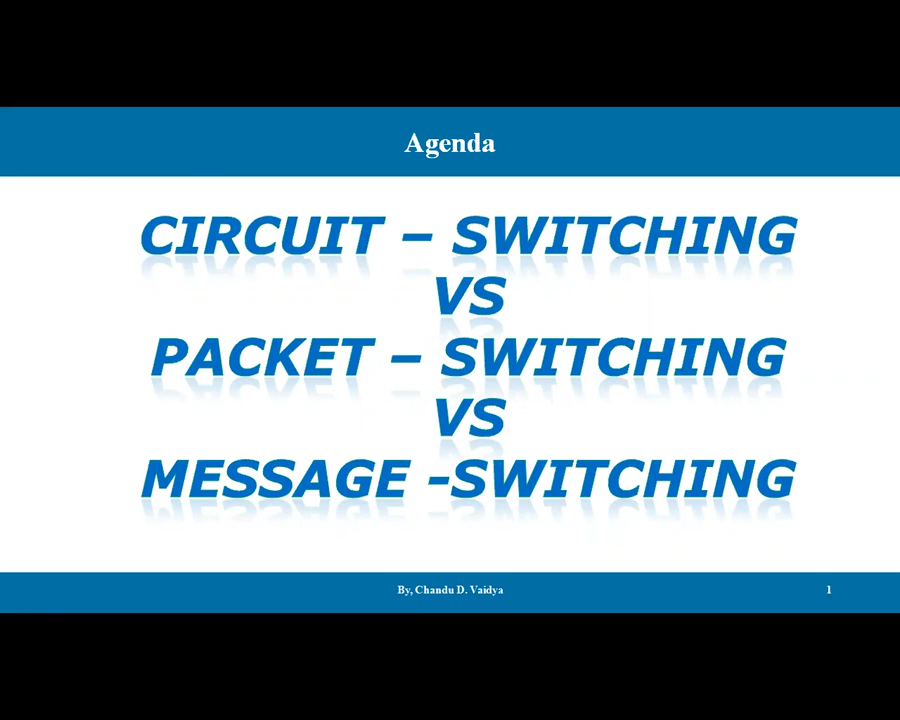 Agenda
CIRCUIT – SWITCHING
VS
PACKET – SWITCHING
VS
MESSAGE -SWITCHING
By, Chandu D. Vaidya
1